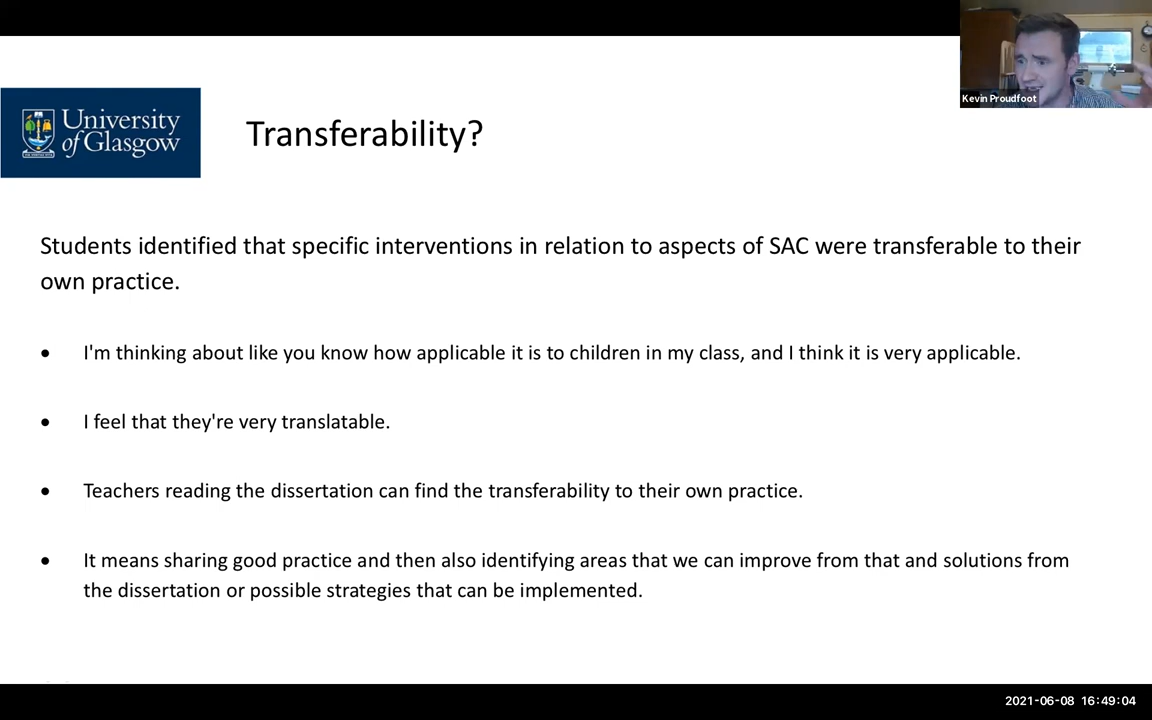 Kevin Proudfoot
University
of Glasgow
Transferability?
Students identified that specific interventions in relation to aspects of SAC were transferable to their
own practice.
• I'm thinking about like you know how applicable it is to children in my class, and I think it is very applicable.
• I feel that they're very translatable.
• Teachers reading the dissertation can find the transferability to their own practice.
• It means sharing good practice and then also identifying areas that we can improve from that and solutions from
the dissertation or possible strategies that can be implemented.
2021-06-08 16:49:04